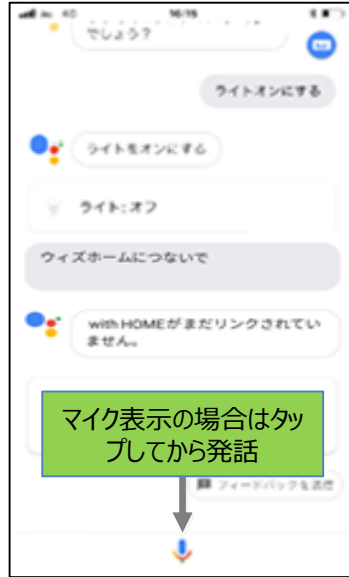 4G 16:15
でしょう？
ライトオンにする
ライトをオンにする
ライト:オフ
ウィズホームにつないで
with HOMEがまだリンクされてい
ません。
マイク表示の場合はタッ
プしてから発話
フィードバックを送信